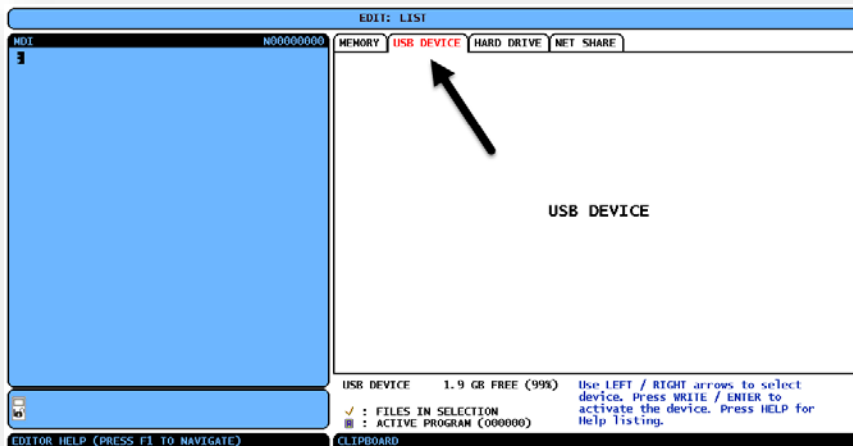 EDIT: LIST
MDI N00000000
MEMORY USB DEVICE HARD DRIVE NET SHARE
USB DEVICE
USB DEVICE 1.9 GB FREE (99%)
✓ : FILES IN SELECTION
: ACTIVE PROGRAM (O00000)
Use LEFT / RIGHT arrows to select
device. Press WRITE / ENTER to
activate the device. Press HELP for
Help listing.
EDITOR HELP (PRESS F1 TO NAVIGATE)
CLIPBOARD